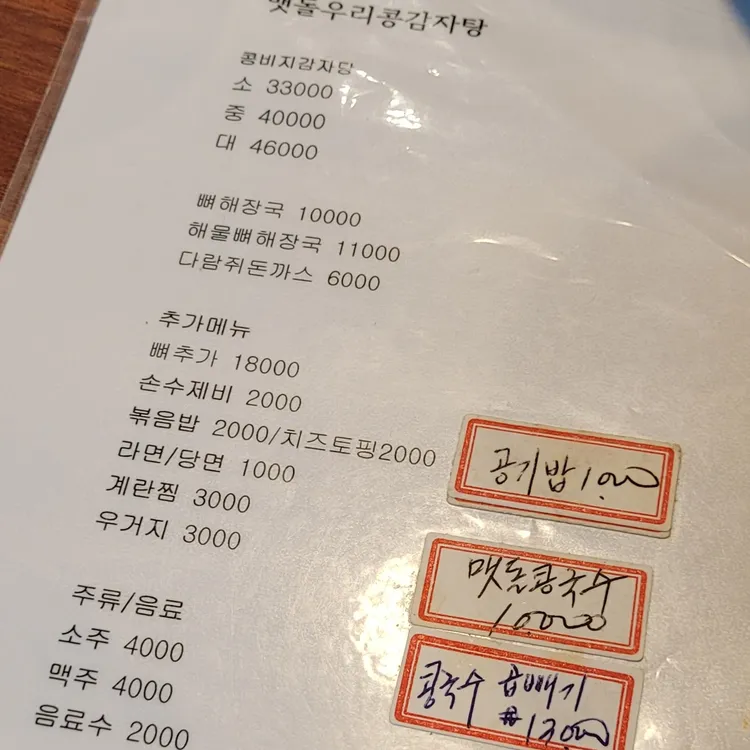 맷돌우리콩감자탕
콩비지감자탕
소 33000
중 40000
대 46000
뼈해장국 10000
해물뼈해장국 11000
다람쥐돈까스 6000
추가메뉴
뼈추가 18000
손수제비 2000
볶음밥 2000/치즈토핑2000
라면/당면 1000
계란찜 3000
우거지 3000
공기밥 1,000
맷돌콩국수
10,000
콩국수 곱빼기
#13000
주류/음료
소주 4000
맥주 4000
음료수 2000